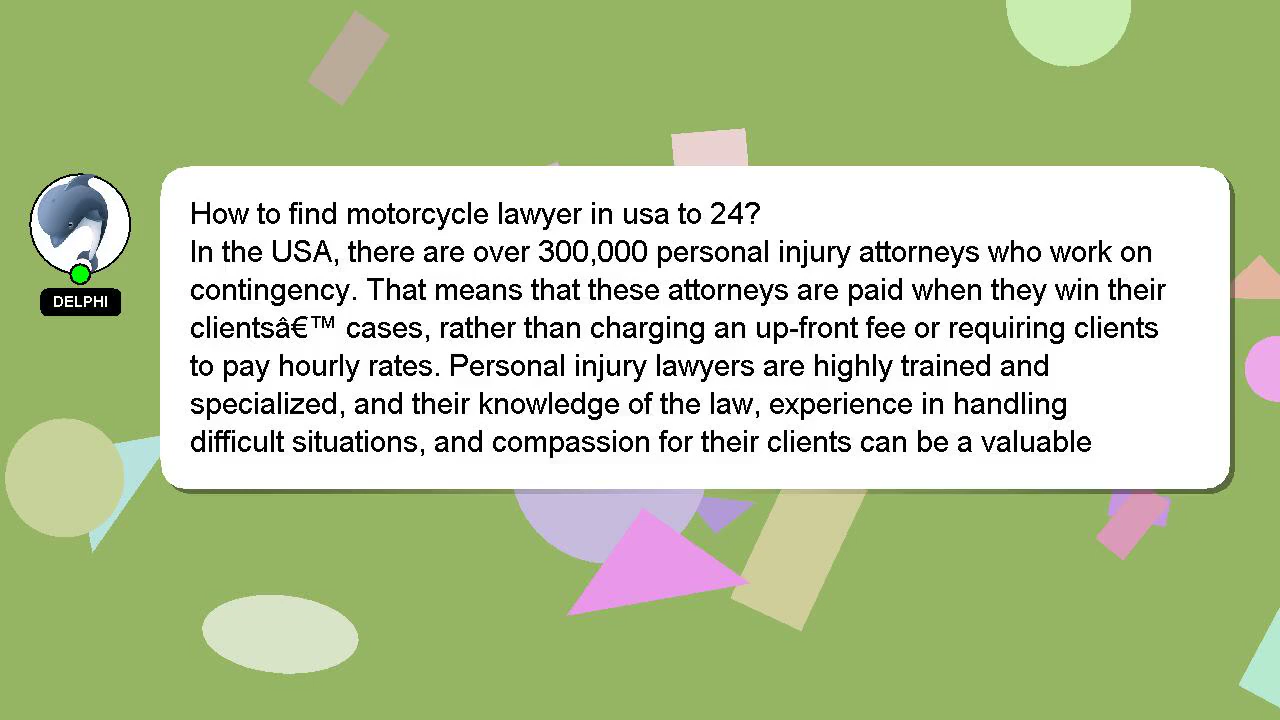 How to find motorcycle lawyer in usa to 24?
In the USA, there are over 300,000 personal injury attorneys who work on
contingency. That means that these attorneys are paid when they win their
clientsâ€™ cases, rather than charging an up-front fee or requiring clients
to pay hourly rates. Personal injury lawyers are highly trained and
specialized, and their knowledge of the law, experience in handling
difficult situations, and compassion for their clients can be a valuable
DELPHI